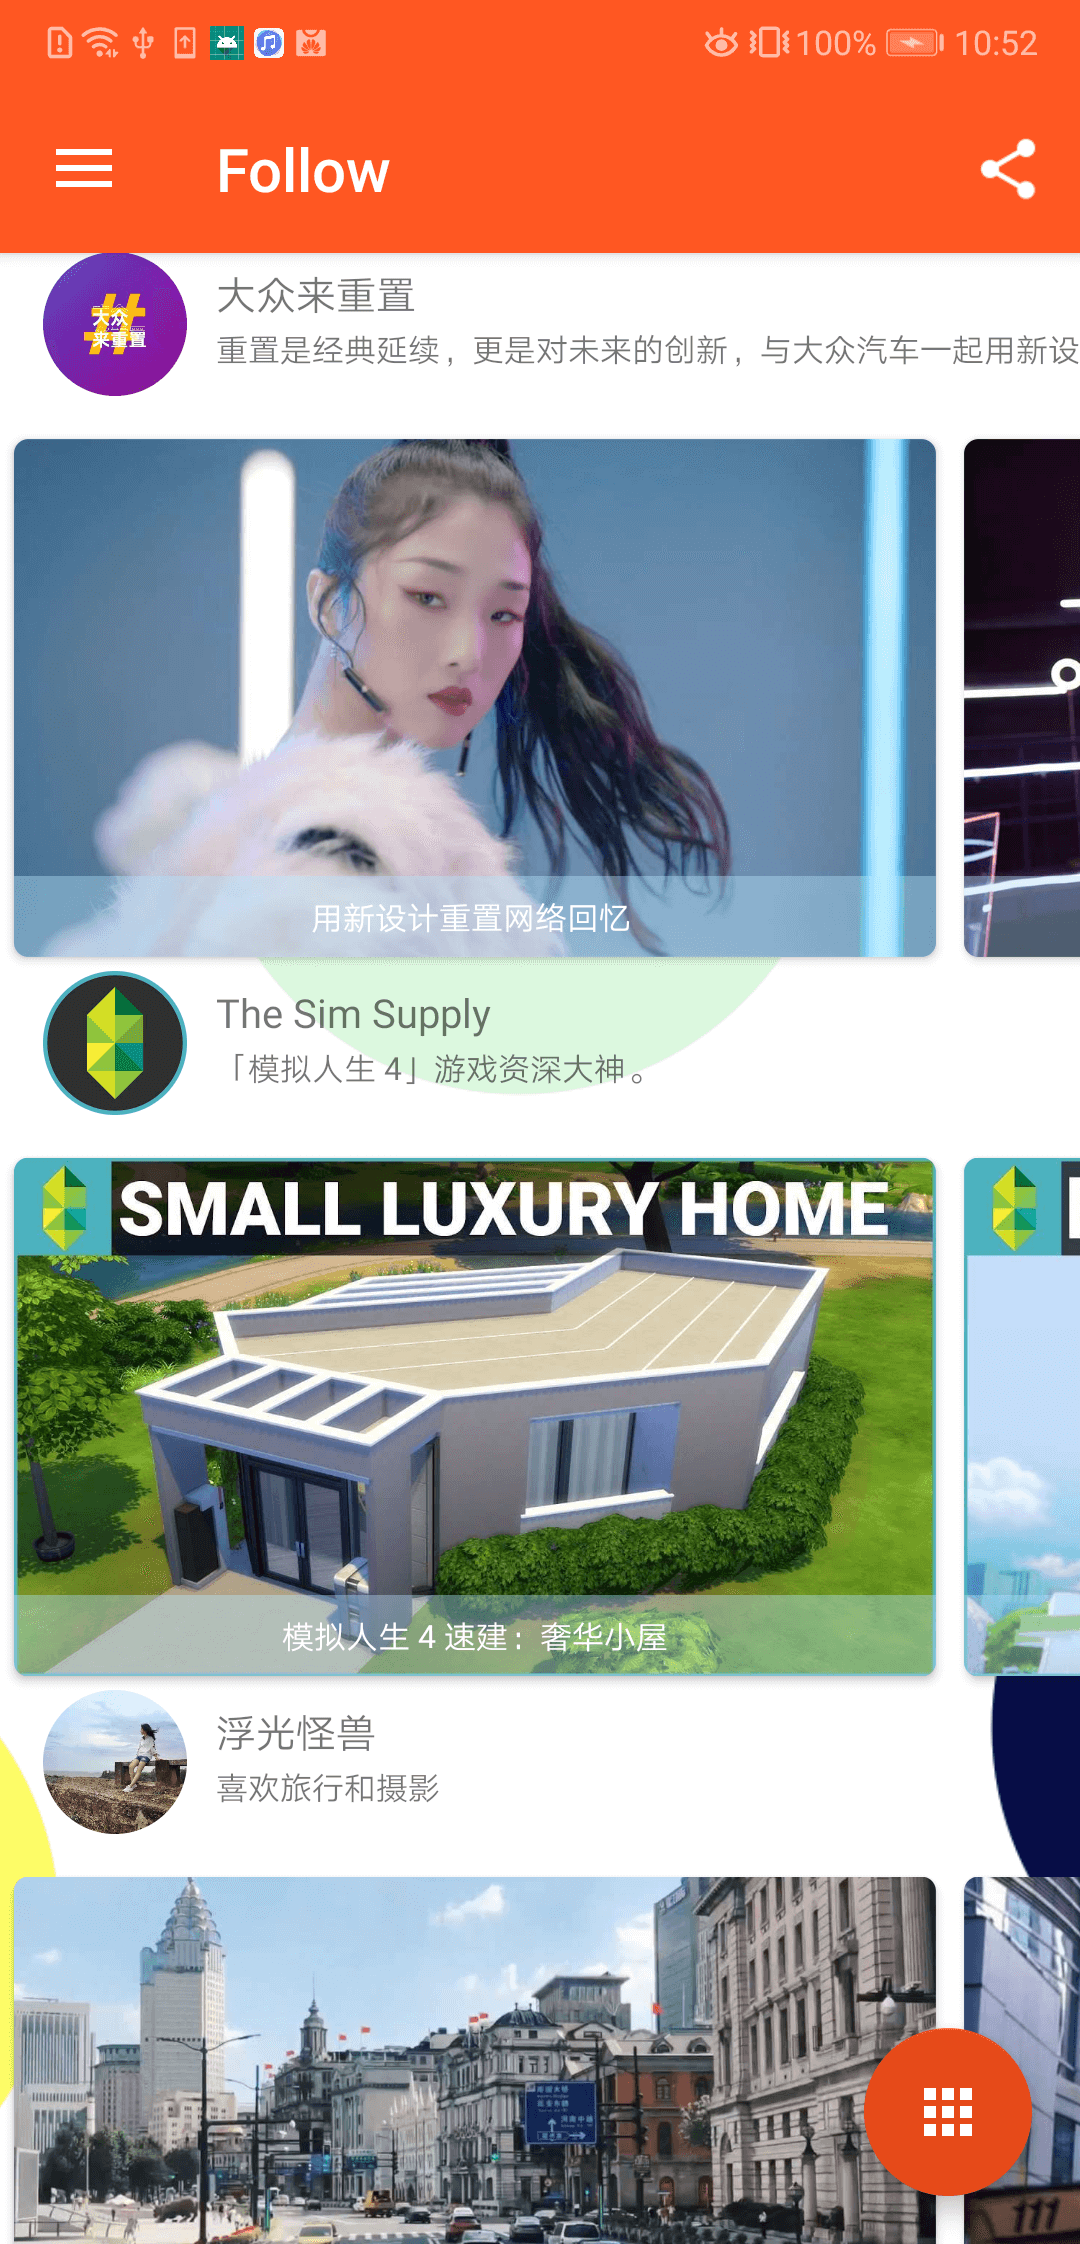 100% 10:52
Follow
大众
来重置
大众来重置
重置是经典延续，更是对未来的创新，与大众汽车一起用新设
用新设计重置网络回忆
The Sim Supply
「模拟人生 4」游戏资深大神。
SMALL LUXURY HOME
模拟人生 4 速建：奢华小屋
浮光怪兽
喜欢旅行和摄影
111